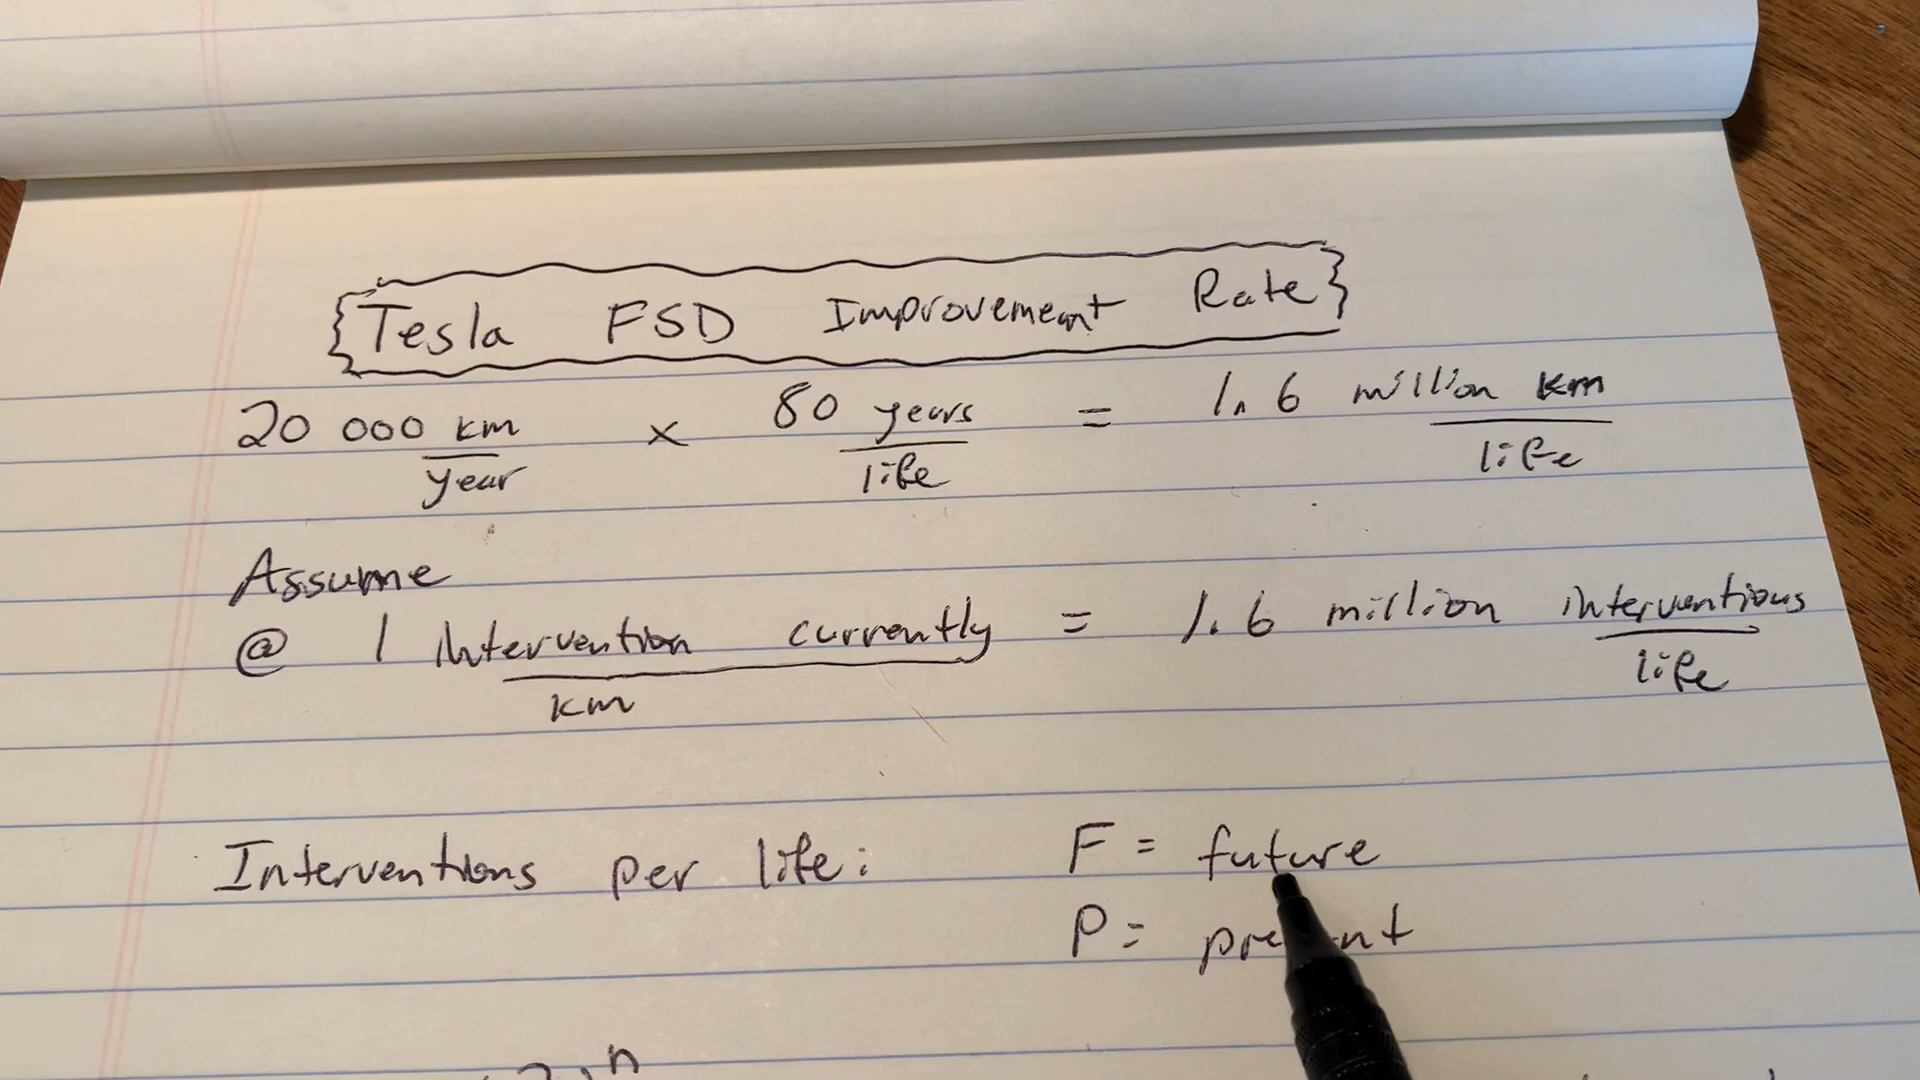 Tesla FSD Improvement Rate
20 000 km/year × 80 years/life = 1.6 million km/life
Assume
@ 1 intervention currently/km = 1.6 million interventions/life
Interventions per life: F = future
P = present
n